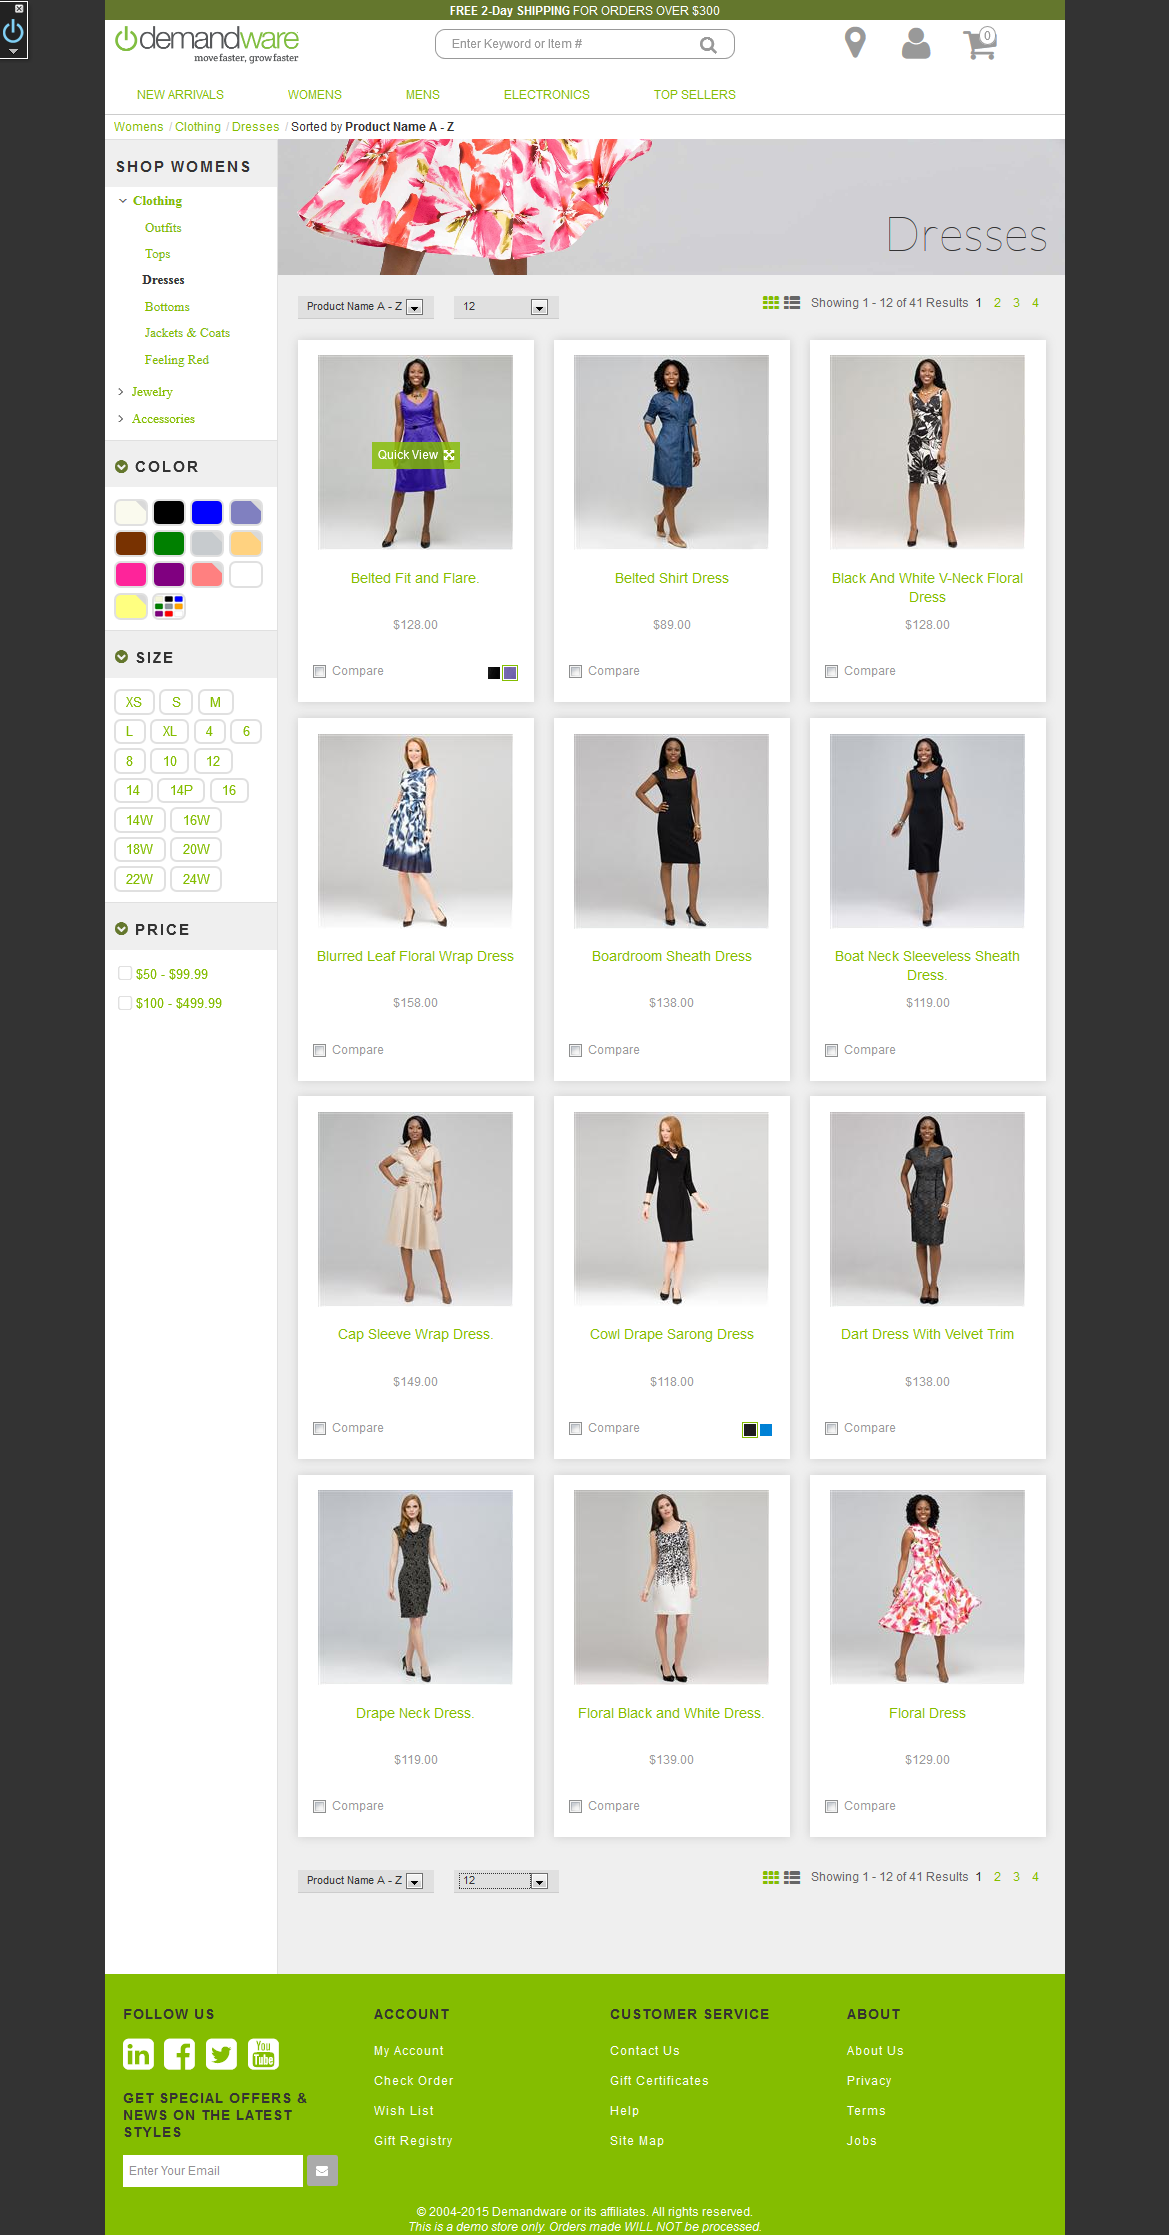 FREE 2-Day SHIPPING FOR ORDERS OVER $300
demandware
move faster, grow faster
Enter Keyword or Item #
0
NEW ARRIVALS WOMENS MENS ELECTRONICS TOP SELLERS
Womens / Clothing / Dresses / Sorted by Product Name A - Z
SHOP WOMENS
Clothing
Outfits
Tops
Dresses
Bottoms
Jackets & Coats
Feeling Red
Jewelry
Accessories
COLOR
SIZE
XS S M
L XL 4 6
8 10 12
14 14P 16
14W 16W
18W 20W
22W 24W
PRICE
$50 - $99.99
$100 - $499.99
Dresses
Product Name A - Z 12 Showing 1 - 12 of 41 Results 1 2 3 4
Quick View
Belted Fit and Flare.
$128.00
Compare
Belted Shirt Dress
$89.00
Compare
Black And White V-Neck Floral
Dress
$128.00
Compare
Blurred Leaf Floral Wrap Dress
$158.00
Compare
Boardroom Sheath Dress
$138.00
Compare
Boat Neck Sleeveless Sheath
Dress.
$119.00
Compare
Cap Sleeve Wrap Dress.
$149.00
Compare
Cowl Drape Sarong Dress
$118.00
Compare
Dart Dress With Velvet Trim
$138.00
Compare
Drape Neck Dress.
$119.00
Compare
Floral Black and White Dress.
$139.00
Compare
Floral Dress
$129.00
Compare
Product Name A - Z 12 Showing 1 - 12 of 41 Results 1 2 3 4
FOLLOW US
in
You
Tube
GET SPECIAL OFFERS &
NEWS ON THE LATEST
STYLES
Enter Your Email
ACCOUNT
My Account
Check Order
Wish List
Gift Registry
CUSTOMER SERVICE
Contact Us
Gift Certificates
Help
Site Map
ABOUT
About Us
Privacy
Terms
Jobs
© 2004-2015 Demandware or its affiliates. All rights reserved.
This is a demo store only. Orders made WILL NOT be processed.